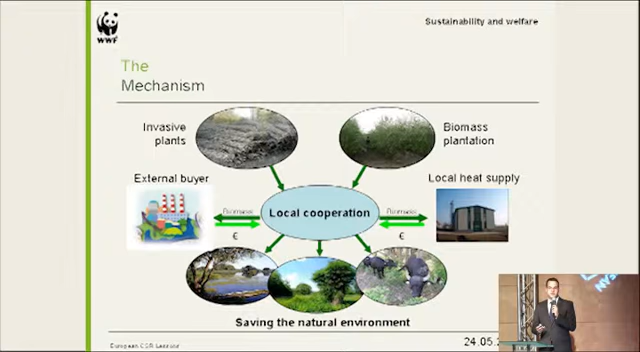 WWF
Sustainability and welfare
The
Mechanism
Invasive
plants
Biomass
plantation
External buyer
Local heat supply
Biomass
Local cooperation
Biomass
€
€
Saving the natural environment
European CSR Lessons
24.05.